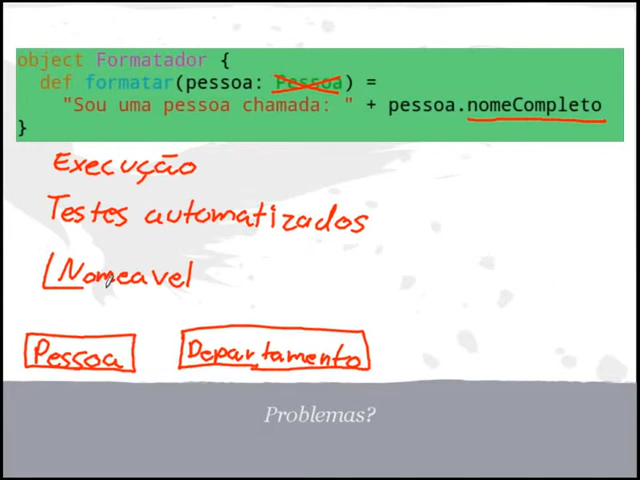 object Formatador {
def formatar(pessoa: Pessoa) =
"Sou uma pessoa chamada: " + pessoa.nomeCompleto
}
Execução
Testes automatizados
Nomeavel
Pessoa Departamento
Problemas?